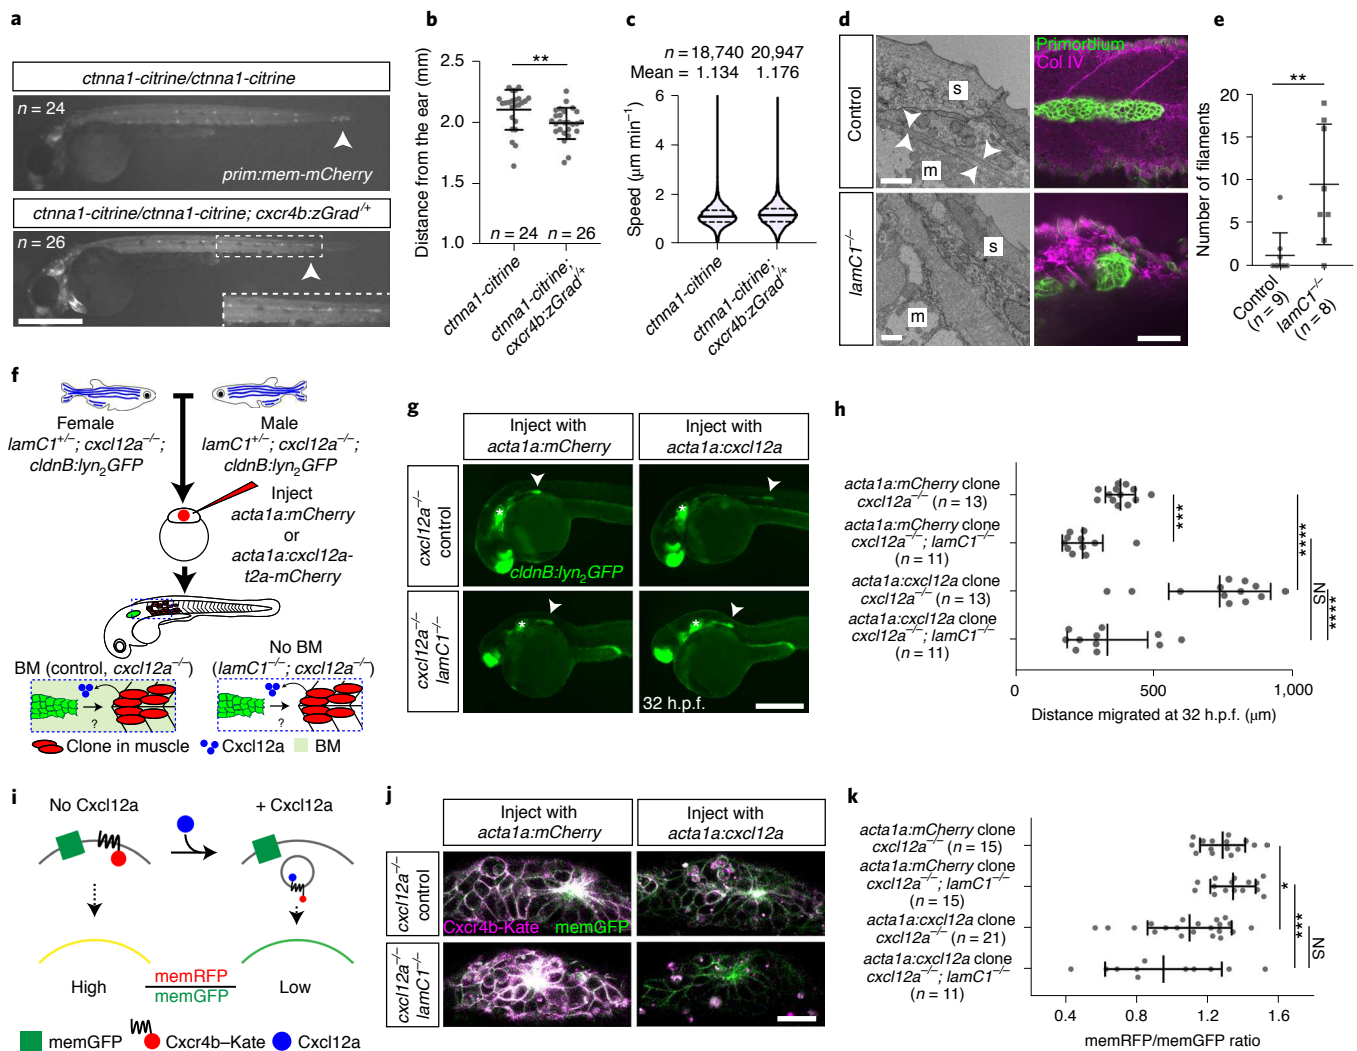 a
ctnna1-citrine/ctnna1-citrine
n = 24
prim:mem-mCherry
ctnna1-citrine/ctnna1-citrine; cxcr4b:zGrad/+
n = 26
b
Distance from the ear (mm)
2.5
2.0
1.5
1.0
**
n = 24
n = 26
ctnna1-citrine
ctnna1-citrine;
cxcr4b:zGrad/+
c
n = 18,740 20,947
Mean = 1.134 1.176
Speed (μm min−1)
6
4
2
0
ctnna1-citrine
ctnna1-citrine;
cxcr4b:zGrad/+
d
Control
s
m
Primordium
Col IV
lamC1−/−
s
m
e
**
Number of filaments
20
15
10
5
0
Control
(n = 9)
lamC1−/−
(n = 8)
f
Female
lamC1+/−; cxcl12a−/−;
cldnB:lyn2GFP
Male
lamC1+/−; cxcl12a−/−;
cldnB:lyn2GFP
Inject
acta1a:mCherry
or
acta1a:cxcl12a-
t2a-mCherry
BM (control, cxcl12a−/−)
No BM
(lamC1−/−; cxcl12a−/−)
?
?
Clone in muscle
Cxcl12a
BM
g
Inject with
acta1a:mCherry
Inject with
acta1a:cxcl12a
cxcl12a−/−
control
*
cldnB:lyn2GFP
*
cxcl12a−/−
lamC1−/−
*
*
32 h.p.f.
h
acta1a:mCherry clone
cxcl12a−/− (n = 13)
acta1a:mCherry clone
cxcl12a−/−; lamC1−/−
(n = 11)
acta1a:cxcl12a clone
cxcl12a−/− (n = 13)
acta1a:cxcl12a clone
cxcl12a−/−; lamC1−/−
(n = 11)
***
****
NS
****
0
500
1,000
Distance migrated at 32 h.p.f. (μm)
i
No Cxcl12a
+ Cxcl12a
High
memRFP
memGFP
Low
memGFP
Cxcr4b–Kate
Cxcl12a
j
Inject with
acta1a:mCherry
Inject with
acta1a:cxcl12a
cxcl12a−/−
control
Cxcr4b-Kate
memGFP
cxcl12a−/−
lamC1−/−
k
acta1a:mCherry clone
cxcl12a−/− (n = 15)
acta1a:mCherry clone
cxcl12a−/−; lamC1−/−
(n = 15)
acta1a:cxcl12a clone
cxcl12a−/− (n = 21)
acta1a:cxcl12a clone
cxcl12a−/−; lamC1−/−
(n = 11)
*
***
NS
0.4
0.8
1.2
1.6
memRFP/memGFP ratio